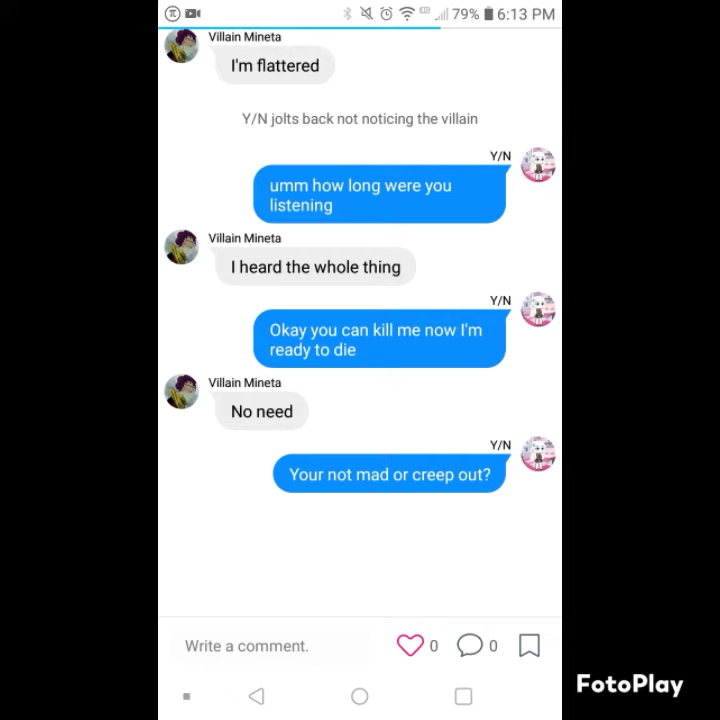 79% 6:13 PM
Villain Mineta
I'm flattered
Y/N jolts back not noticing the villain
Y/N
umm how long were you
listening
Villain Mineta
I heard the whole thing
Y/N
Okay you can kill me now I'm
ready to die
Villain Mineta
No need
Y/N
Your not mad or creep out?
Write a comment.
0
0
FotoPlay